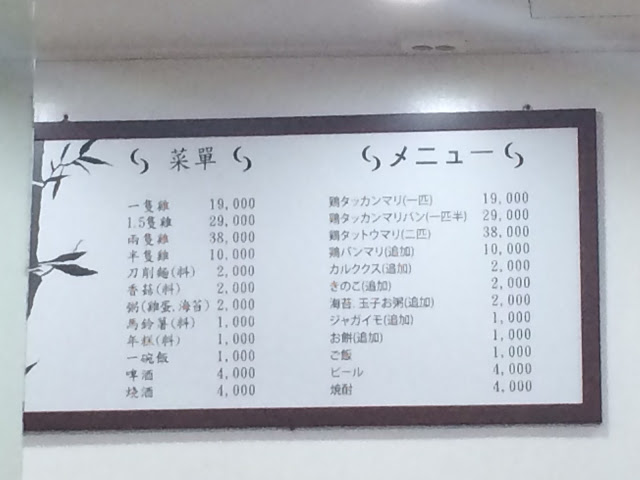 菜單
一隻雞 19,000
1.5隻雞 29,000
兩隻雞 38,000
半隻雞 10.000
刀削麵(料) 2,000
香菇(料) 2,000
粥(雞蛋,海苔) 2,000
馬鈴薯(料) 1,000
年糕(料) 1,000
一碗飯 1,000
啤酒 4,000
燒酒 4,000
メニュー
鶏タッカンマリ(一匹) 19,000
鶏タッカンマリバン(一匹半) 29,000
鶏タットウマリ(二匹) 38,000
鶏バンマリ(追加) 10,000
カルククス(追加) 2,000
きのこ(追加) 2,000
海苔.玉子お粥(追加) 2,000
ジャガイモ(追加) 1,000
お餅(追加) 1,000
ご飯 1,000
ビール 4,000
焼酎 4,000